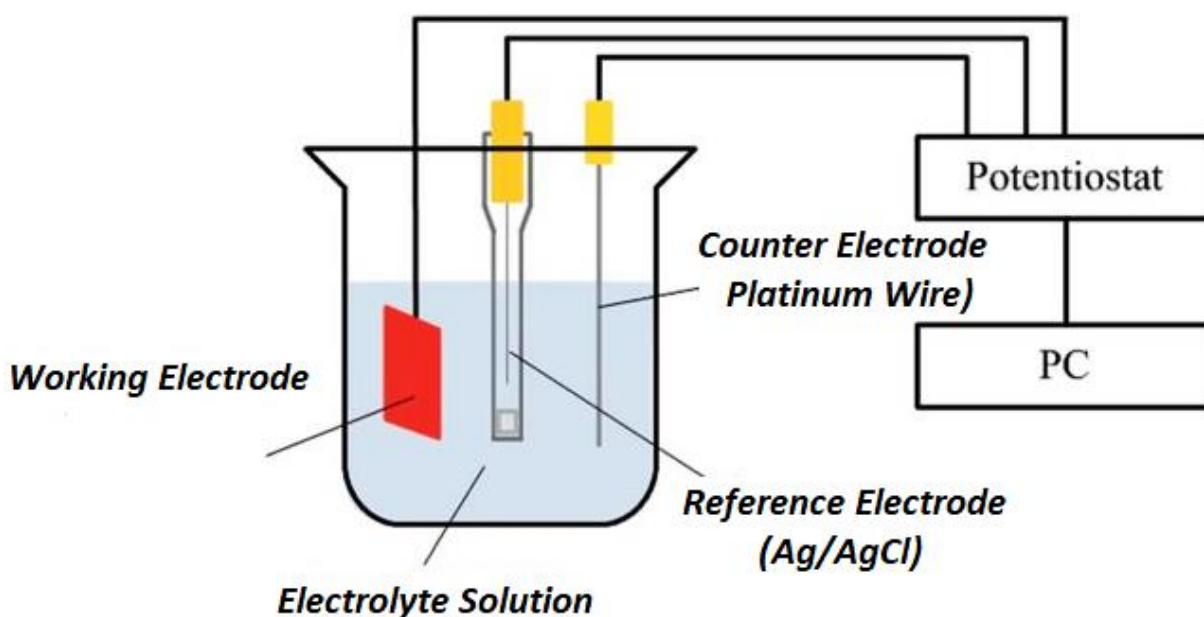 Potentiostat
Counter Electrode
Platinum Wire)
PC
Working Electrode
Reference Electrode
(Ag/AgCl)
Electrolyte Solution